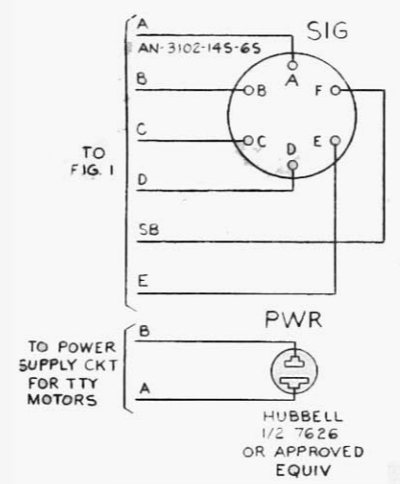 A
SIG
AN-3102-14S-6S
A
B
B
F
C
C
E
D
TO
FIG. 1
D
SB
E
PWR
B
TO POWER
SUPPLY CKT
FOR TTY
MOTORS
A
HUBBELL
1/2 7626
OR APPROVED
EQUIV